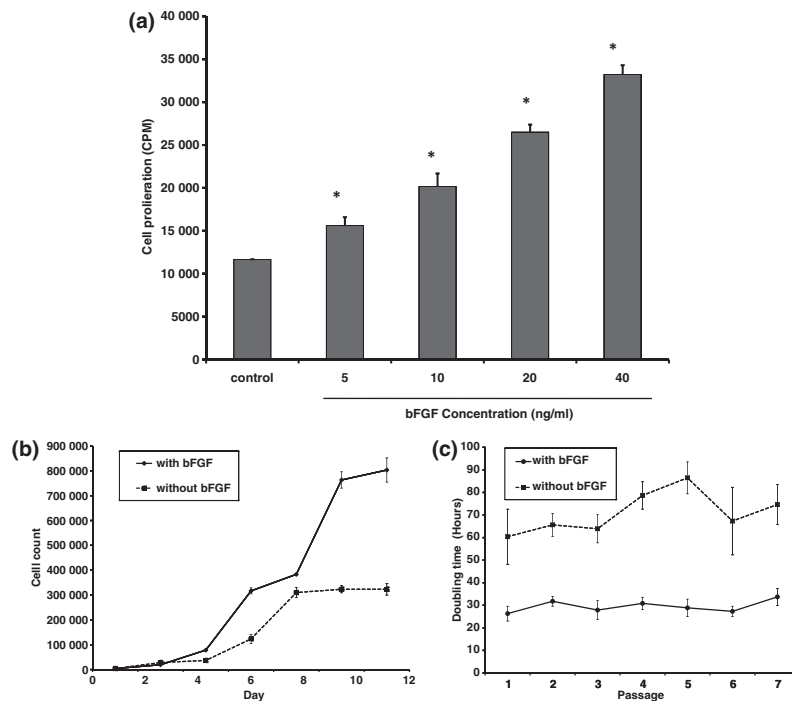 (a)
40 000
35 000
30 000
25 000
20 000
15 000
10 000
5000
0
Cell prolieration (CPM)
*
*
*
*
control 5 10 20 40
bFGF Concentration (ng/ml)
(b)
900 000
800 000
700 000
600 000
500 000
400 000
300 000
200 000
100 000
0
Celll count
with bFGF
without bFGF
0 2 4 6 8 10 12
Day
(c)
100
90
80
70
60
50
40
30
20
10
0
Doubling time (Hours)
with bFGF
without bFGF
1 2 3 4 5 6 7
Passage